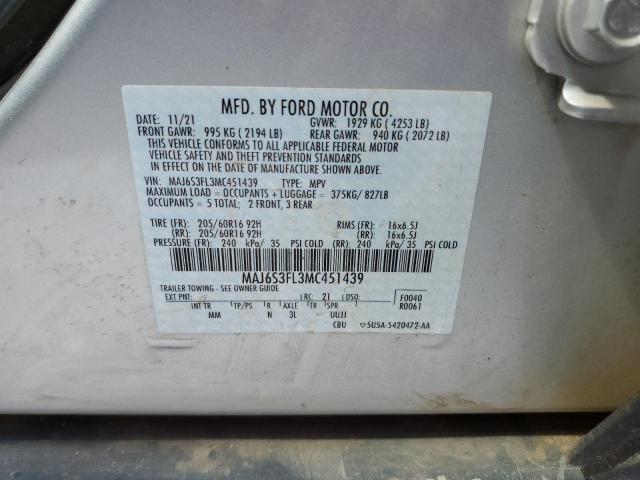 MFD. BY FORD MOTOR CO.
DATE: 11/21 GVWR: 1929 KG ( 4253 LB)
FRONT GAWR: 995 KG ( 2194 LB) REAR GAWR: 940 KG ( 2072 LB)
THIS VEHICLE CONFORMS TO ALL APPLICABLE FEDERAL MOTOR
VEHICLE SAFETY AND THEFT PREVENTION STANDARDS
IN EFFECT ON THE DATE OF MANUFACTURE SHOWN ABOVE.
VIN: MAJ6S3FL3MC451439 TYPE: MPV
MAXIMUM LOAD = OCCUPANTS + LUGGAGE = 375KG/ 827LB
OCCUPANTS = 5 TOTAL; 2 FRONT, 3 REAR
TIRE (FR): 205/60R16 92H RIMS (FR): 16x6.5J
(RR): 205/60R16 92H (RR): 16x6.5J
PRESSURE (FR): 240 kPa/ 35 PSI COLD (RR): 240 kPa/ 35 PSI COLD
MAJ6S3FL3MC451439
TRAILER TOWING - SEE OWNER GUIDE
EXT PNT: RC: 21 DSO: F0040
INT TR TP/PS R AXLE TR SPR R0061
MM N 3L UUJJ
CBU 5U5A-5420472-AA